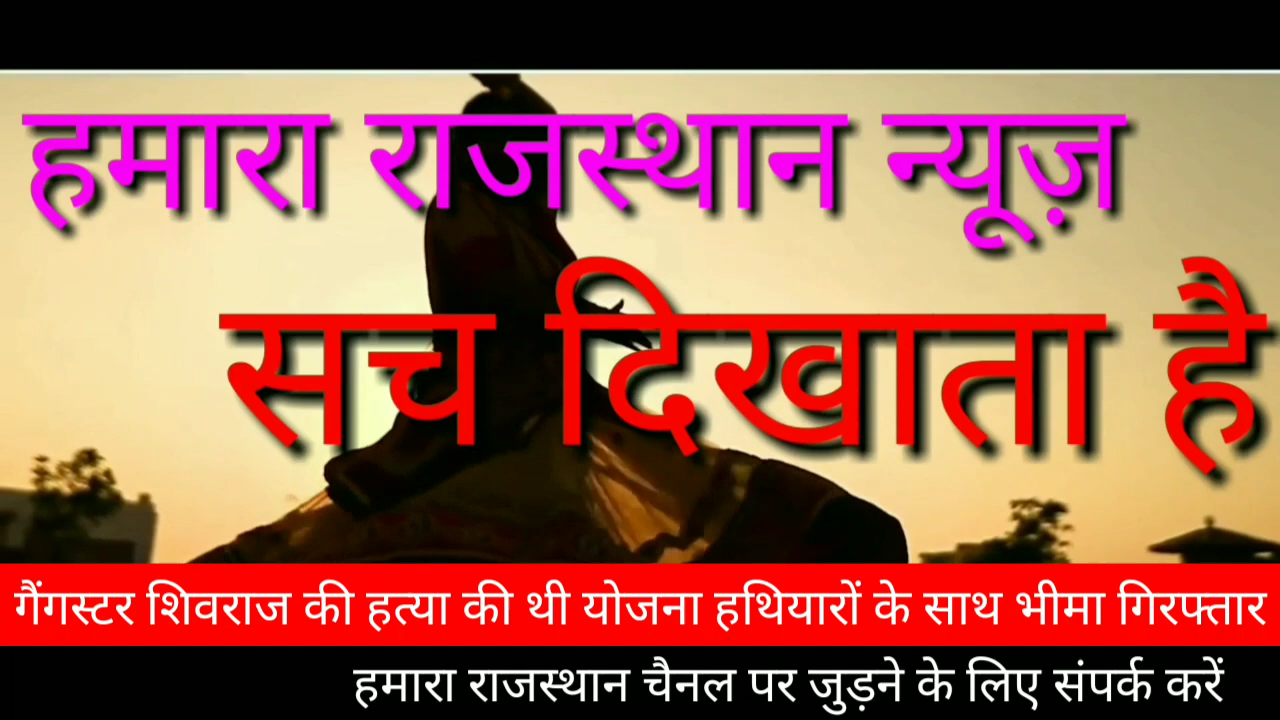 हमारा राजस्थान न्यूज़
सच दिखाता है
गैंगस्टर शिवराज की हत्या की थी योजना हथियारों के साथ भीमा गिरफ्तार
हमारा राजस्थान चैनल पर जुड़ने के लिए संपर्क करें